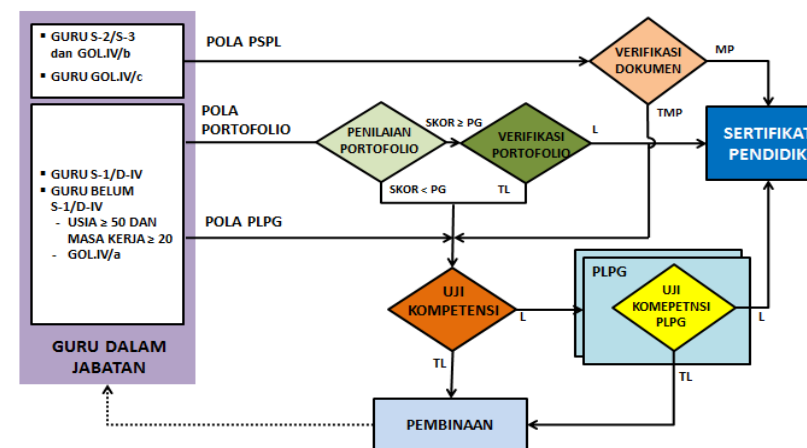 ▪ GURU S-2/S-3
dan GOL.IV/b
▪ GURU GOL.IV/c
POLA PSPL
VERIFIKASI
DOKUMEN
MP
TMP
POLA
PORTOFOLIO
PENILAIAN
PORTOFOLIO
SKOR ≥ PG
VERIFIKASI
PORTOFOLIO
L
SERTIFIKAT
PENDIDIK
SKOR < PG
TL
▪ GURU S-1/D-IV
▪ GURU BELUM
S-1/D-IV
- USIA ≥ 50 DAN
MASA KERJA ≥ 20
- GOL.IV/a
POLA PLPG
UJI
KOMPETENSI
L
PLPG
UJI
KOMEPETNSI
PLPG
L
TL
TL
GURU DALAM
JABATAN
PEMBINAAN